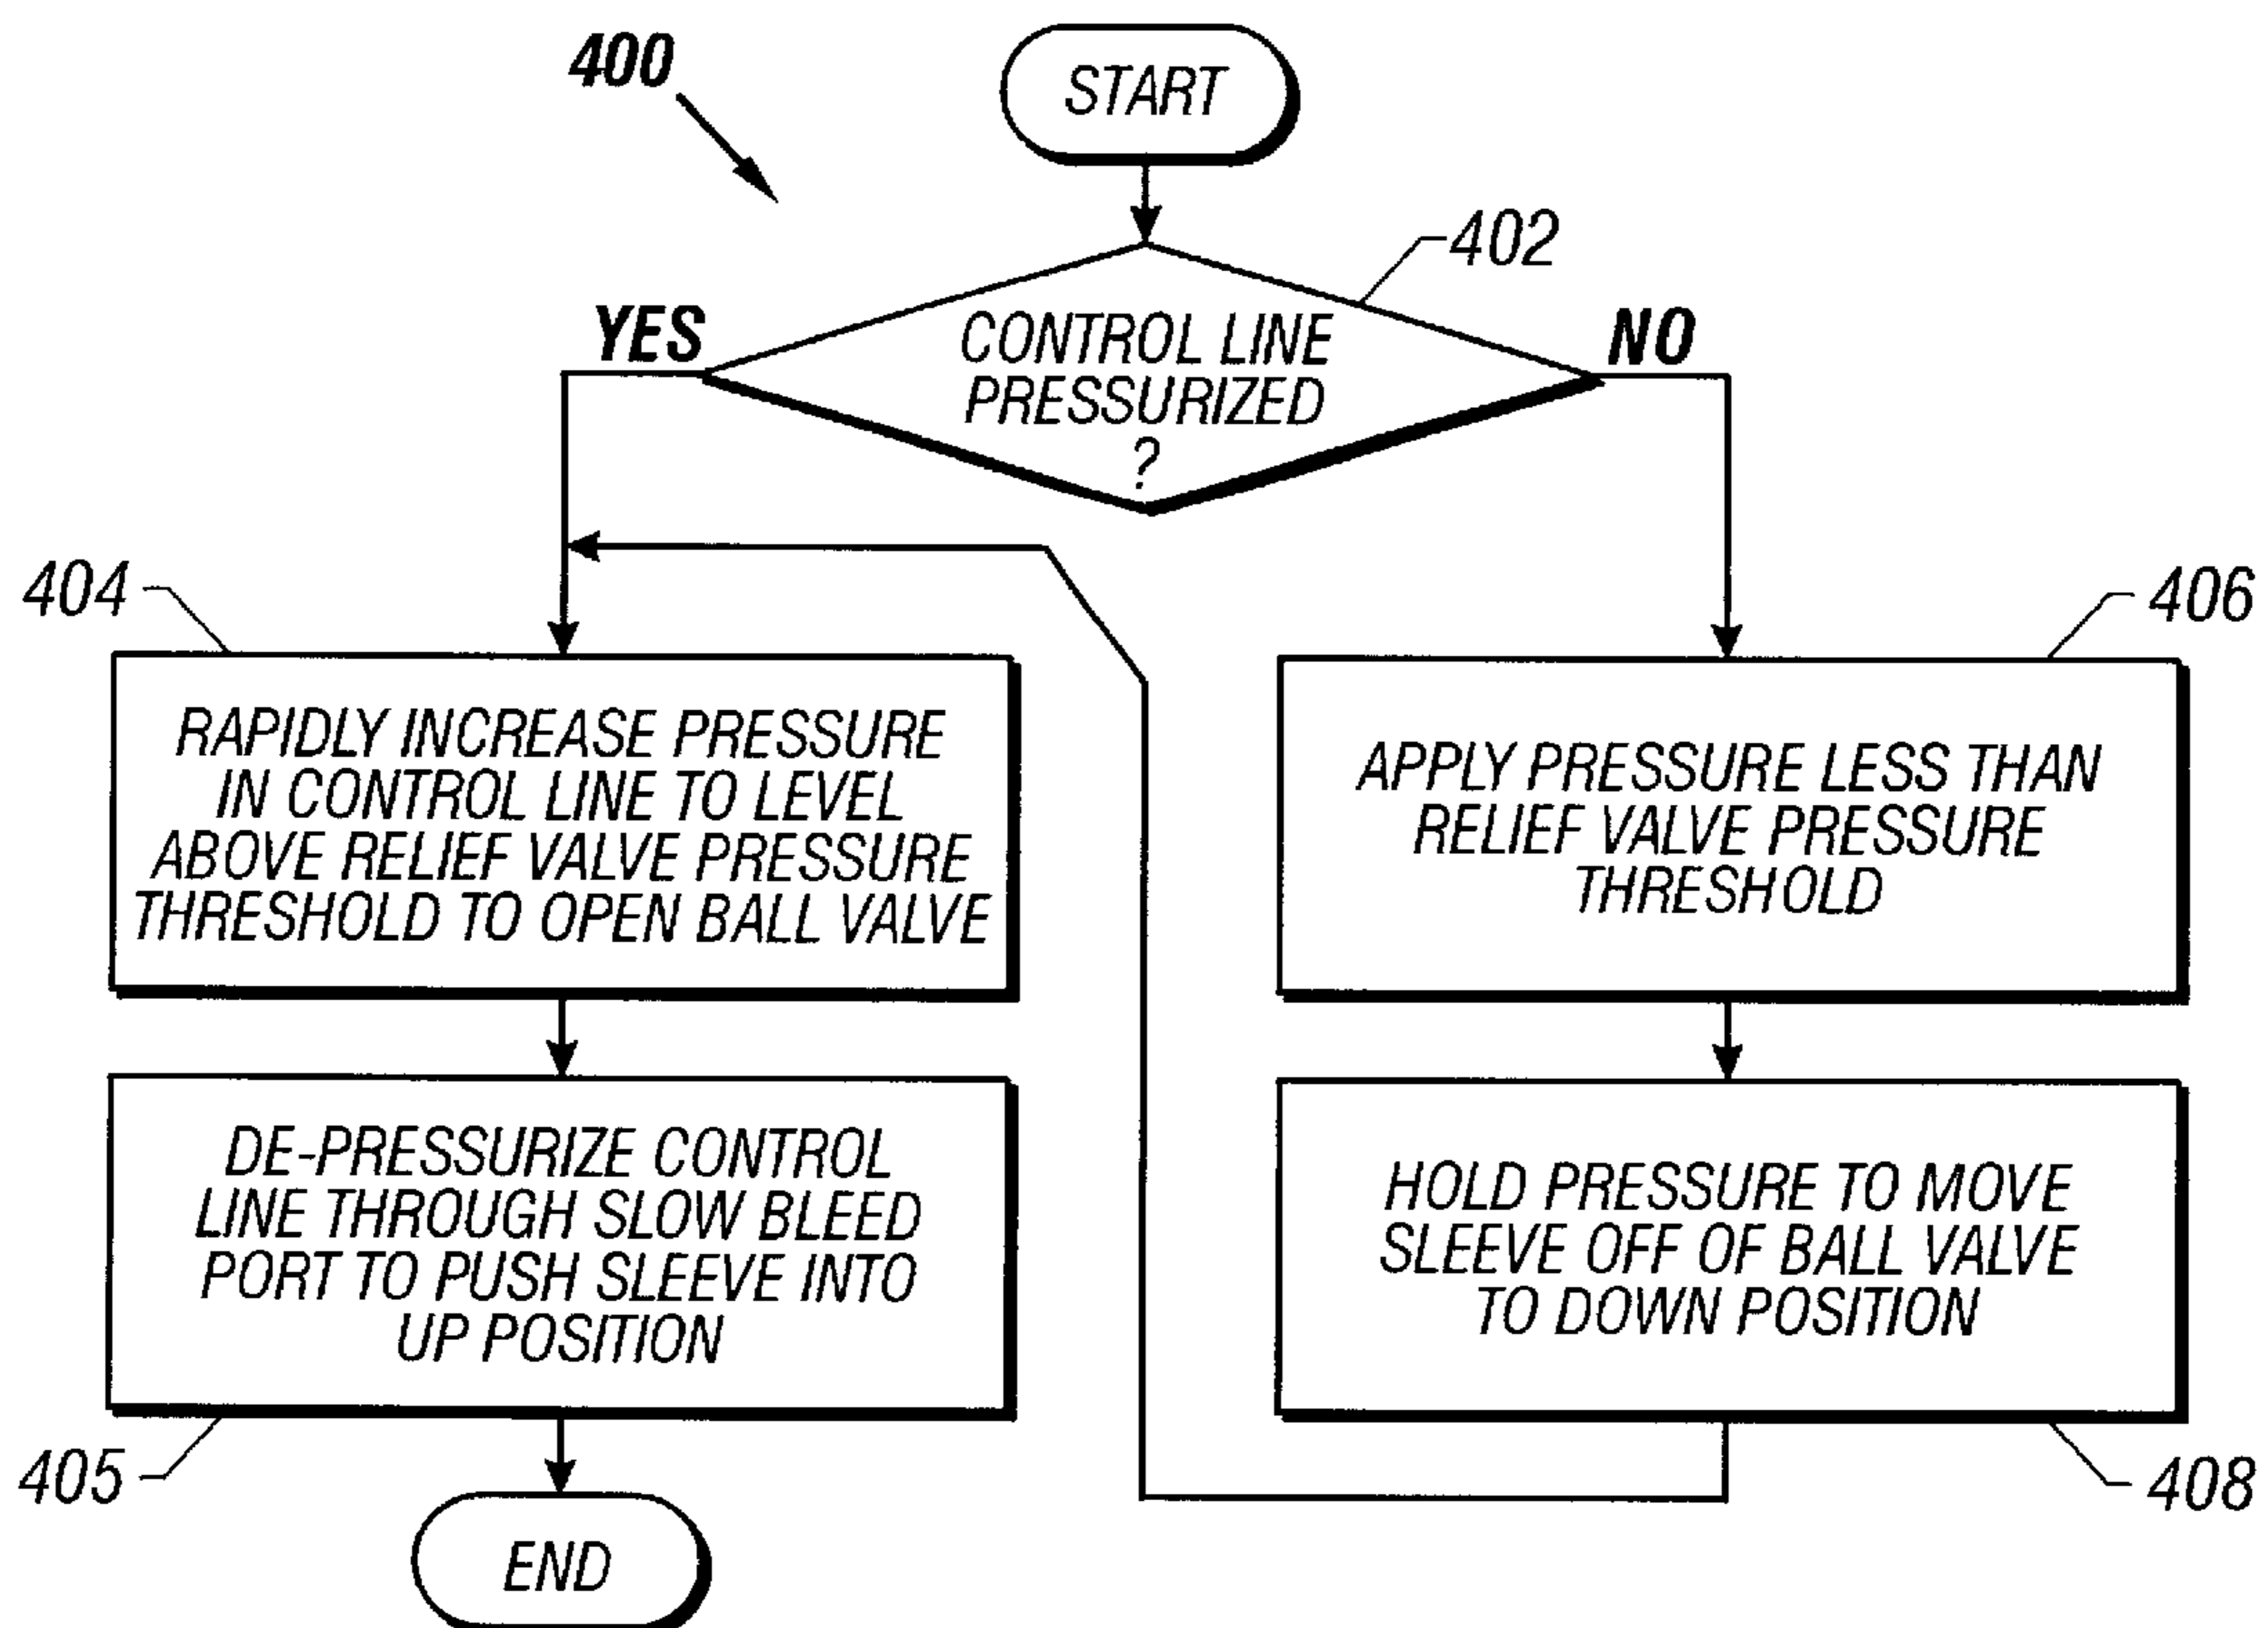 400
START
402
YES
CONTROL LINE
PRESSURIZED
?
NO
404
RAPIDLY INCREASE PRESSURE
IN CONTROL LINE TO LEVEL
ABOVE RELIEF VALVE PRESSURE
THRESHOLD TO OPEN BALL VALVE
406
APPLY PRESSURE LESS THAN
RELIEF VALVE PRESSURE
THRESHOLD
DE-PRESSURIZE CONTROL
LINE THROUGH SLOW BLEED
PORT TO PUSH SLEEVE INTO
UP POSITION
405
HOLD PRESSURE TO MOVE
SLEEVE OFF OF BALL VALVE
TO DOWN POSITION
408
END